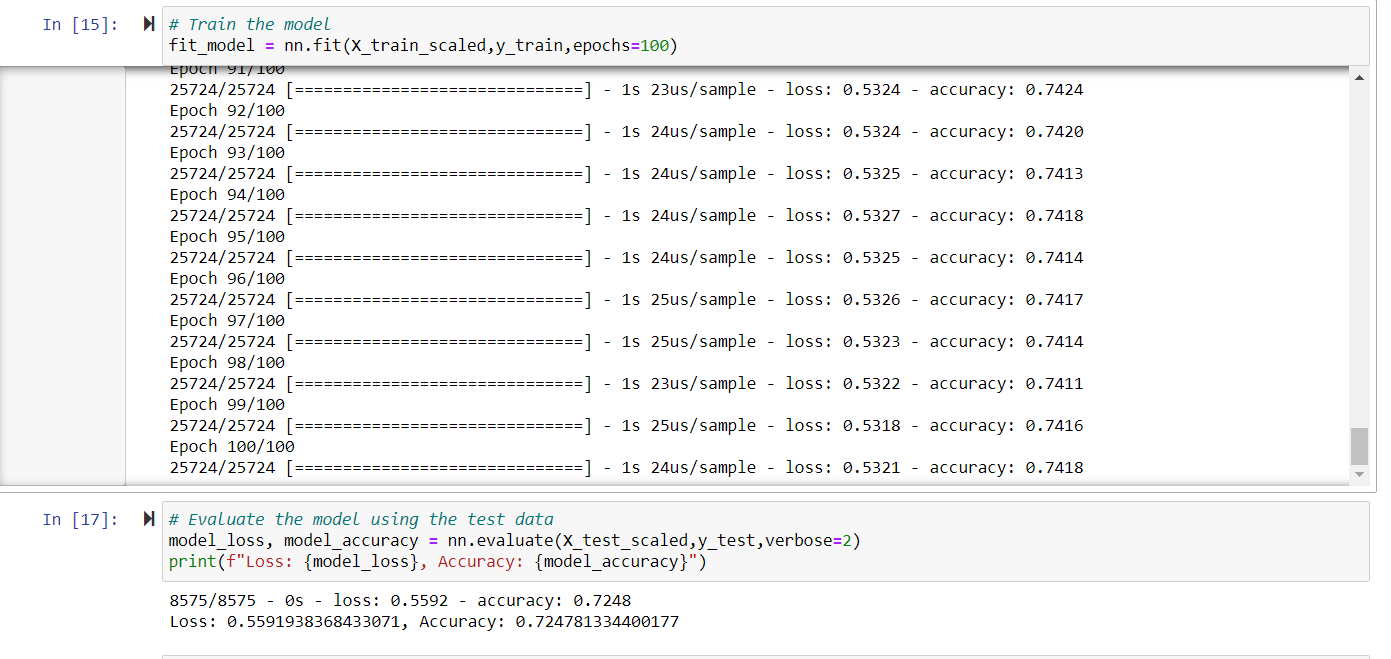 In [15]:
# Train the model
fit_model = nn.fit(X_train_scaled,y_train,epochs=100)
Epoch 91/100
25724/25724 [==============================] - 1s 23us/sample - loss: 0.5324 - accuracy: 0.7424
Epoch 92/100
25724/25724 [==============================] - 1s 24us/sample - loss: 0.5324 - accuracy: 0.7420
Epoch 93/100
25724/25724 [==============================] - 1s 24us/sample - loss: 0.5325 - accuracy: 0.7413
Epoch 94/100
25724/25724 [==============================] - 1s 24us/sample - loss: 0.5327 - accuracy: 0.7418
Epoch 95/100
25724/25724 [==============================] - 1s 24us/sample - loss: 0.5325 - accuracy: 0.7414
Epoch 96/100
25724/25724 [==============================] - 1s 25us/sample - loss: 0.5326 - accuracy: 0.7417
Epoch 97/100
25724/25724 [==============================] - 1s 25us/sample - loss: 0.5323 - accuracy: 0.7414
Epoch 98/100
25724/25724 [==============================] - 1s 23us/sample - loss: 0.5322 - accuracy: 0.7411
Epoch 99/100
25724/25724 [==============================] - 1s 25us/sample - loss: 0.5318 - accuracy: 0.7416
Epoch 100/100
25724/25724 [==============================] - 1s 24us/sample - loss: 0.5321 - accuracy: 0.7418
In [17]:
# Evaluate the model using the test data
model_loss, model_accuracy = nn.evaluate(X_test_scaled,y_test,verbose=2)
print(f"Loss: {model_loss}, Accuracy: {model_accuracy}")
8575/8575 - 0s - loss: 0.5592 - accuracy: 0.7248
Loss: 0.5591938368433071, Accuracy: 0.724781334400177